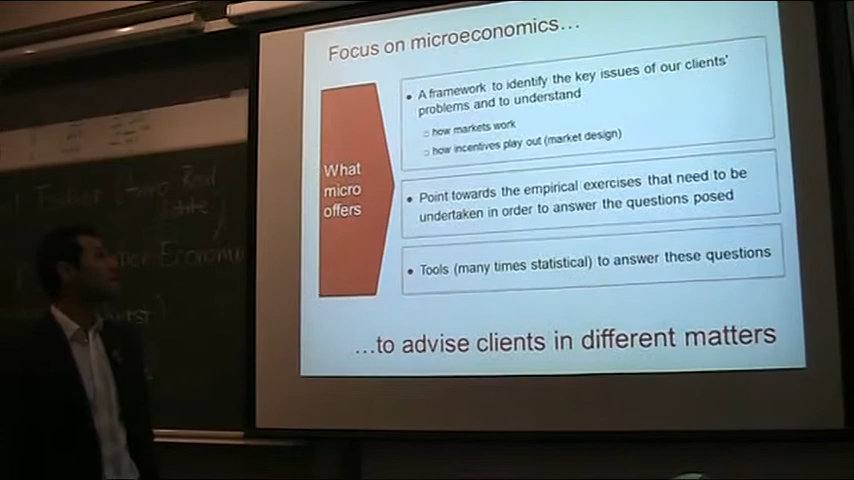 Focus on microeconomics…
What
micro
offers
• A framework to identify the key issues of our clients'
problems and to understand
□ how markets work
□ how incentives play out (market design)
• Point towards the empirical exercises that need to be
undertaken in order to answer the questions posed
• Tools (many times statistical) to answer these questions
…to advise clients in different matters
Real
Estate
Economi